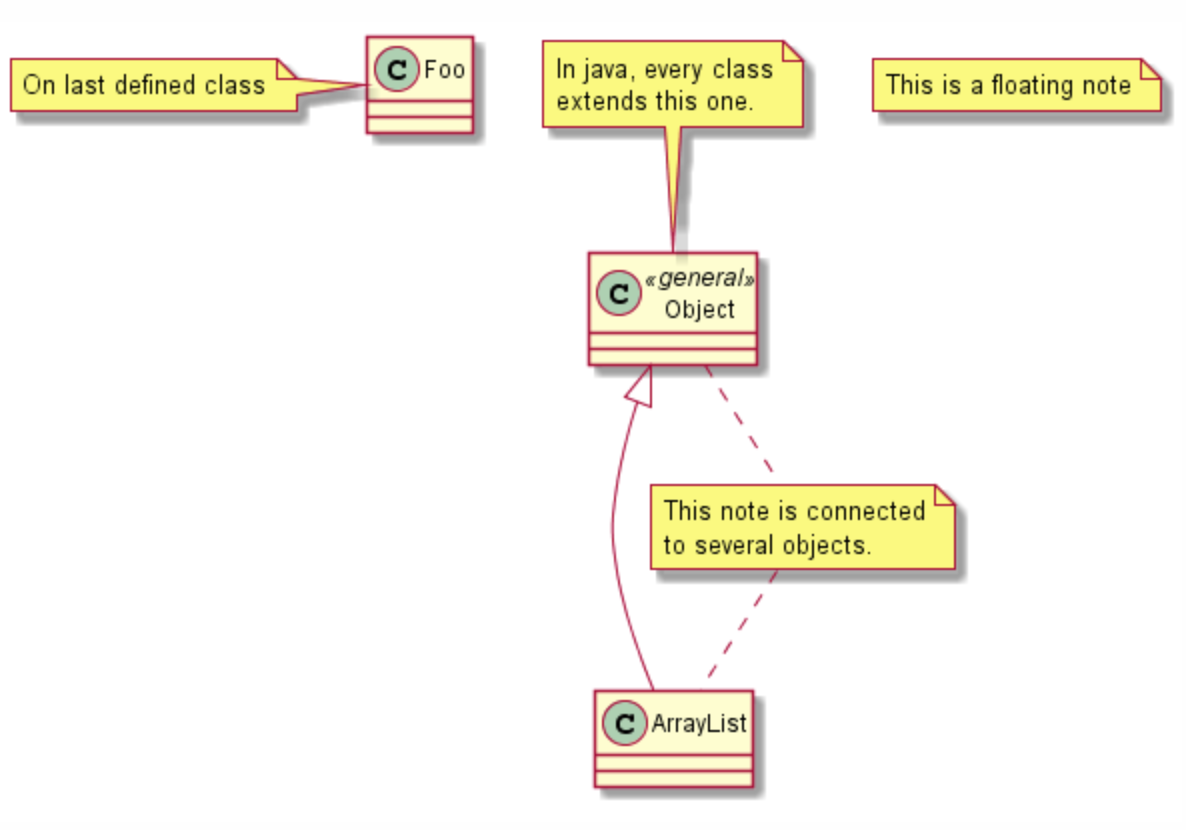 On last defined class
C Foo
In java, every class
extends this one.
This is a floating note
C «general»
Object
This note is connected
to several objects.
C ArrayList